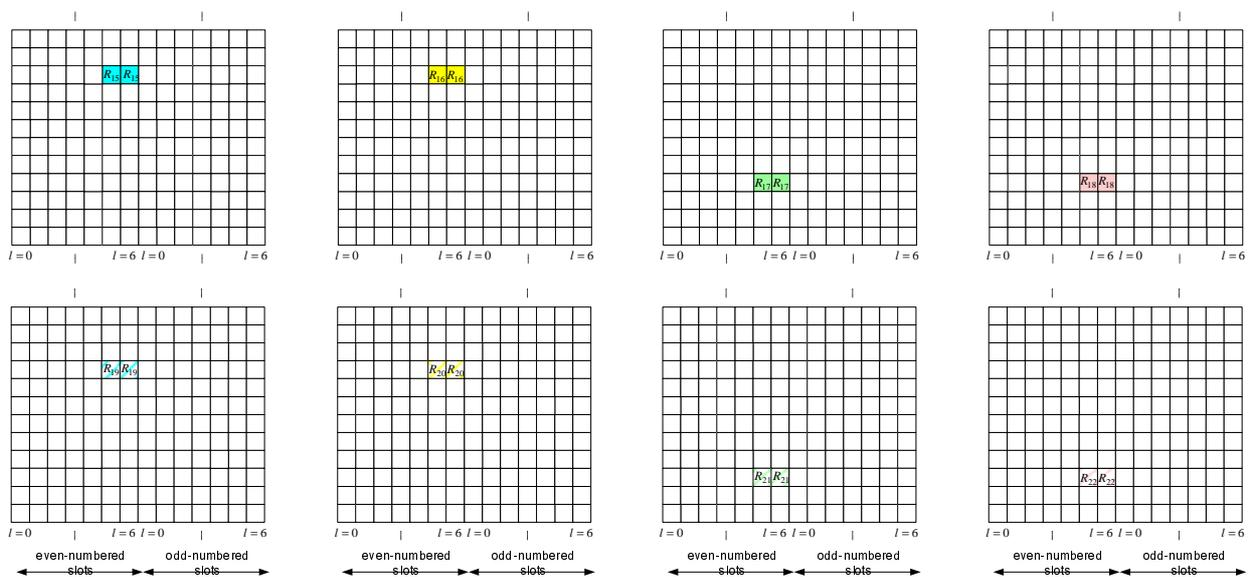 R15 R15 R16 R16
R17 R17 R18 R18
l = 0 l = 6 l = 0 l = 6 l = 0 l = 6 l = 0 l = 6 l = 0 l = 6 l = 0 l = 6 l = 0 l = 6 l = 0 l = 6
R19 R19 R20 R20
R21 R21 R22 R22
l = 0 l = 6 l = 0 l = 6 l = 0 l = 6 l = 0 l = 6 l = 0 l = 6 l = 0 l = 6 l = 0 l = 6 l = 0 l = 6
even-numbered odd-numbered even-numbered odd-numbered even-numbered odd-numbered even-numbered odd-numbered
slots slots slots slots slots slots slots slots